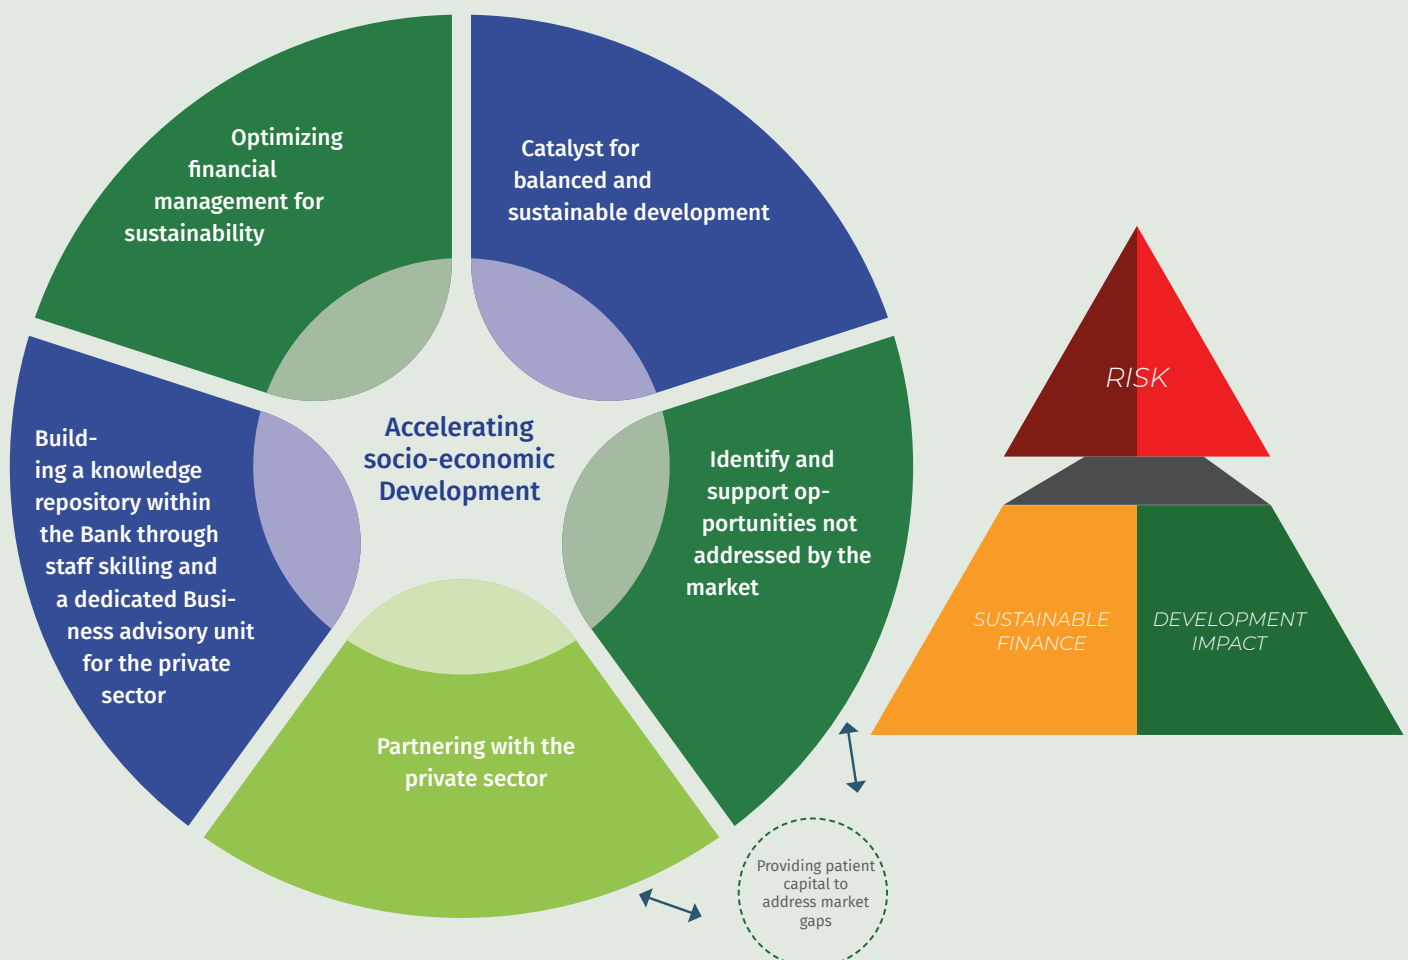 Optimizing
financial
management for
sustainability
Catalyst for
balanced and
sustainable development
Build-
ing a knowledge
repository within
the Bank through
staff skilling and
a dedicated Busi-
ness advisory unit
for the private
sector
Accelerating
socio-economic
Development
Identify and
support op-
portunities not
addressed by the
market
Partnering with the
private sector
Providing patient
capital to
address market
gaps
RISK
SUSTAINABLE
FINANCE
DEVELOPMENT
IMPACT